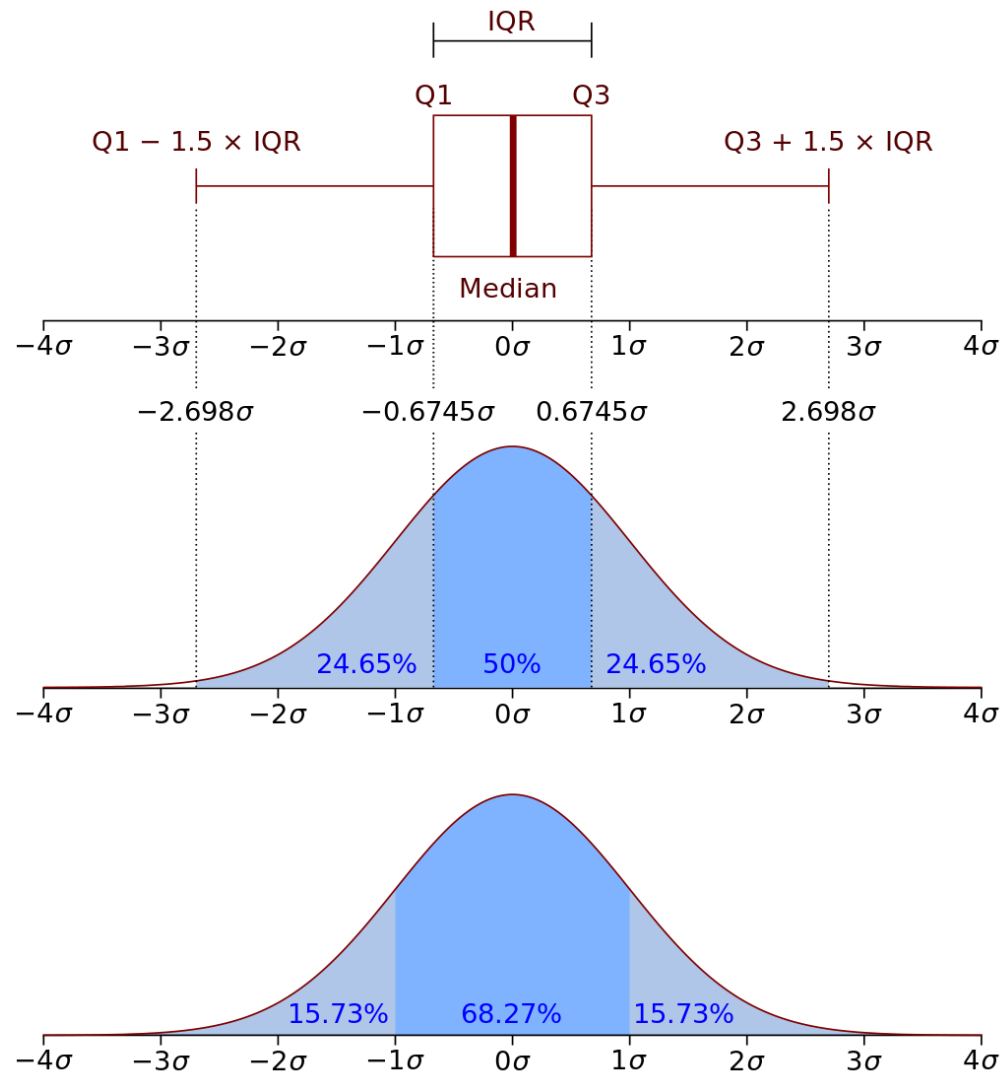 IQR
Q1 Q3
Q1 − 1.5 × IQR Q3 + 1.5 × IQR
Median
−4σ −3σ −2σ −1σ 0σ 1σ 2σ 3σ 4σ
−2.698σ −0.6745σ 0.6745σ 2.698σ
24.65% 50% 24.65%
−4σ −3σ −2σ −1σ 0σ 1σ 2σ 3σ 4σ
15.73% 68.27% 15.73%
−4σ −3σ −2σ −1σ 0σ 1σ 2σ 3σ 4σ